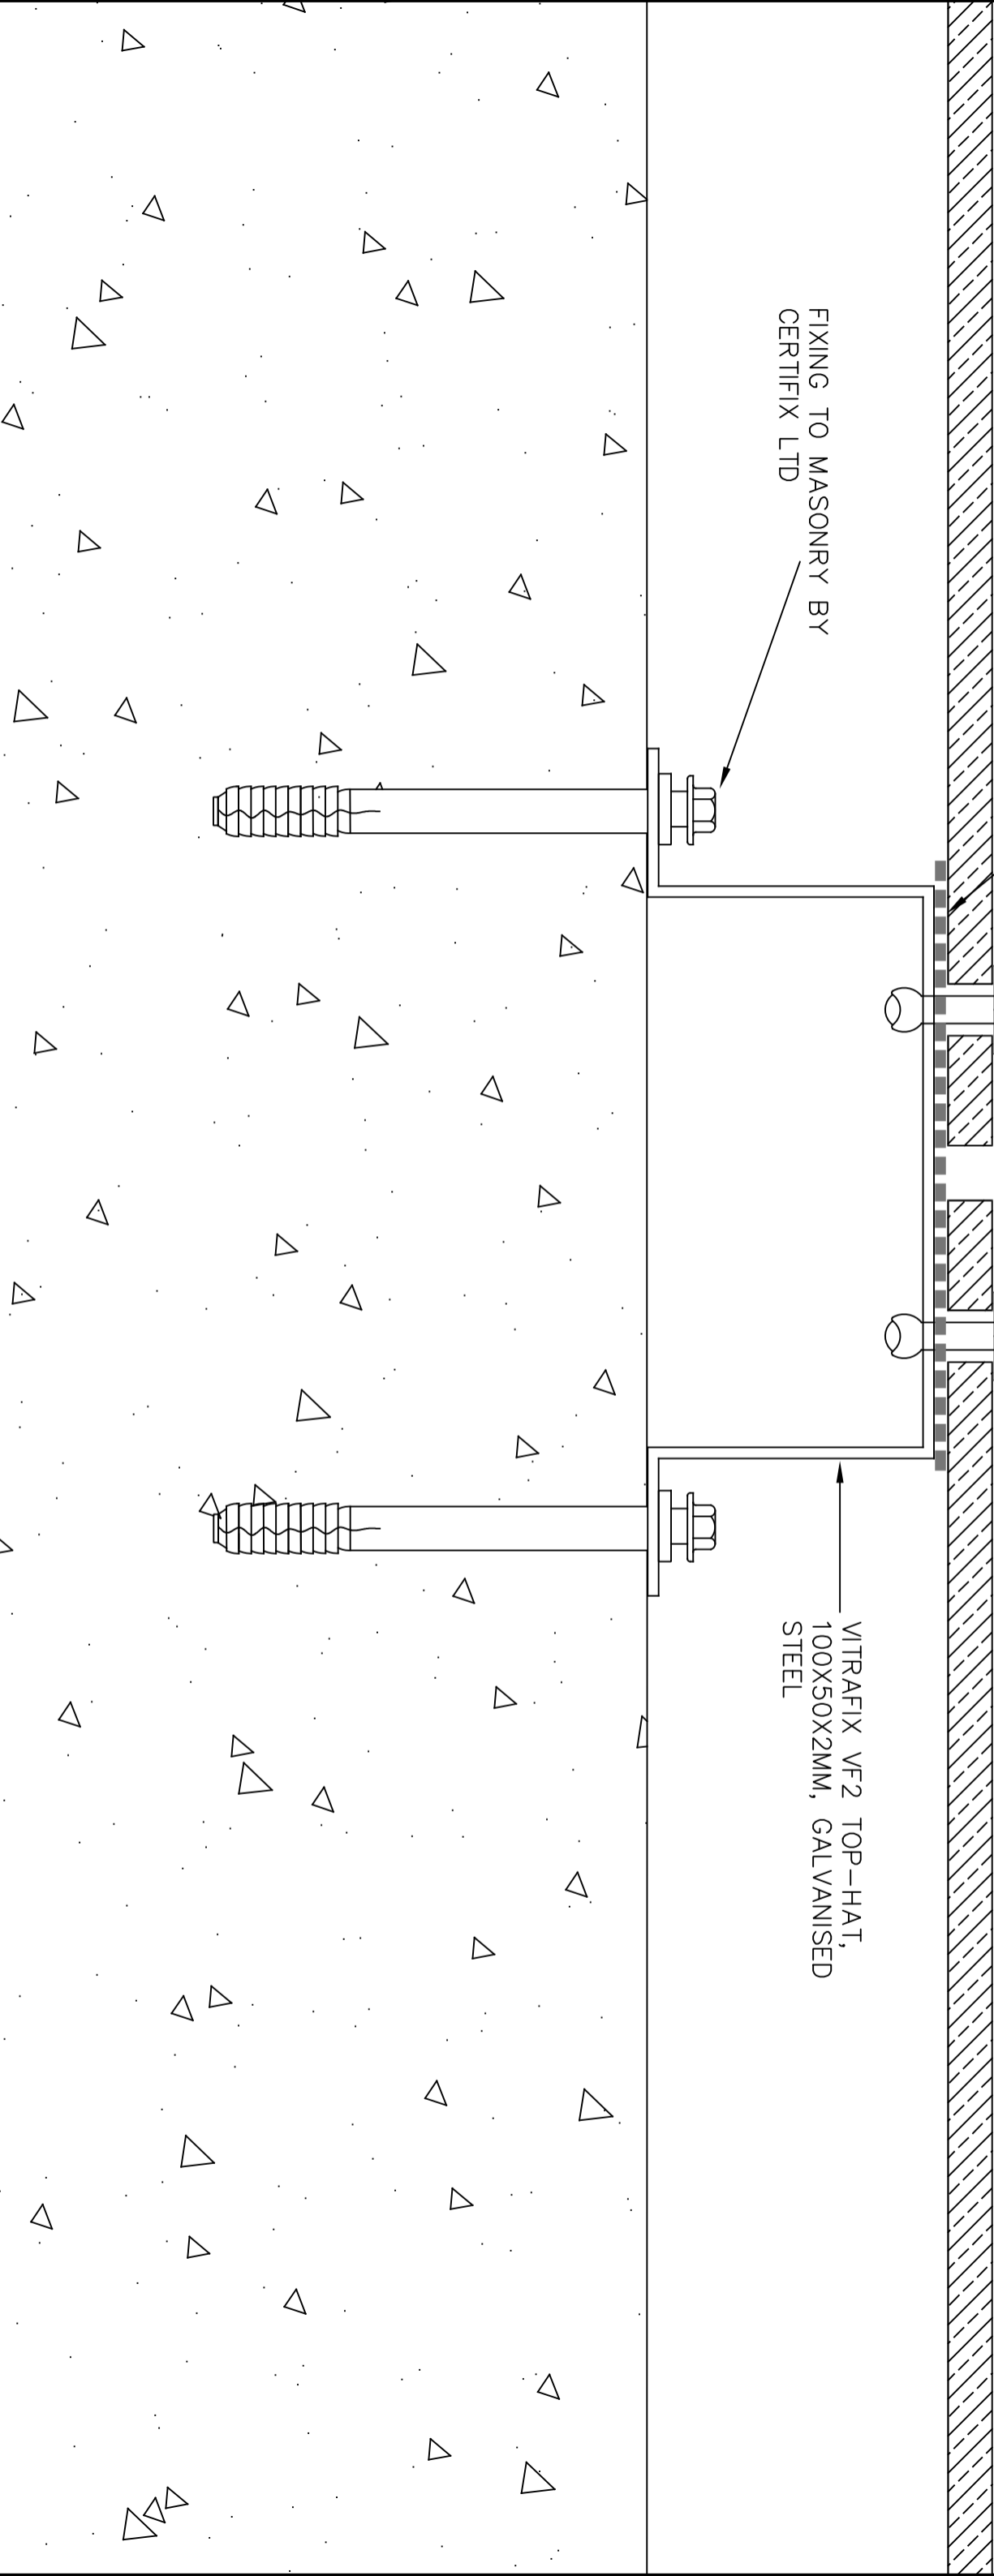 FIXING TO MASONRY BY
CERTIFIX LTD
VITRAFIX VF2 TOP-HAT,
100X50X2MM, GALVANISED
STEEL